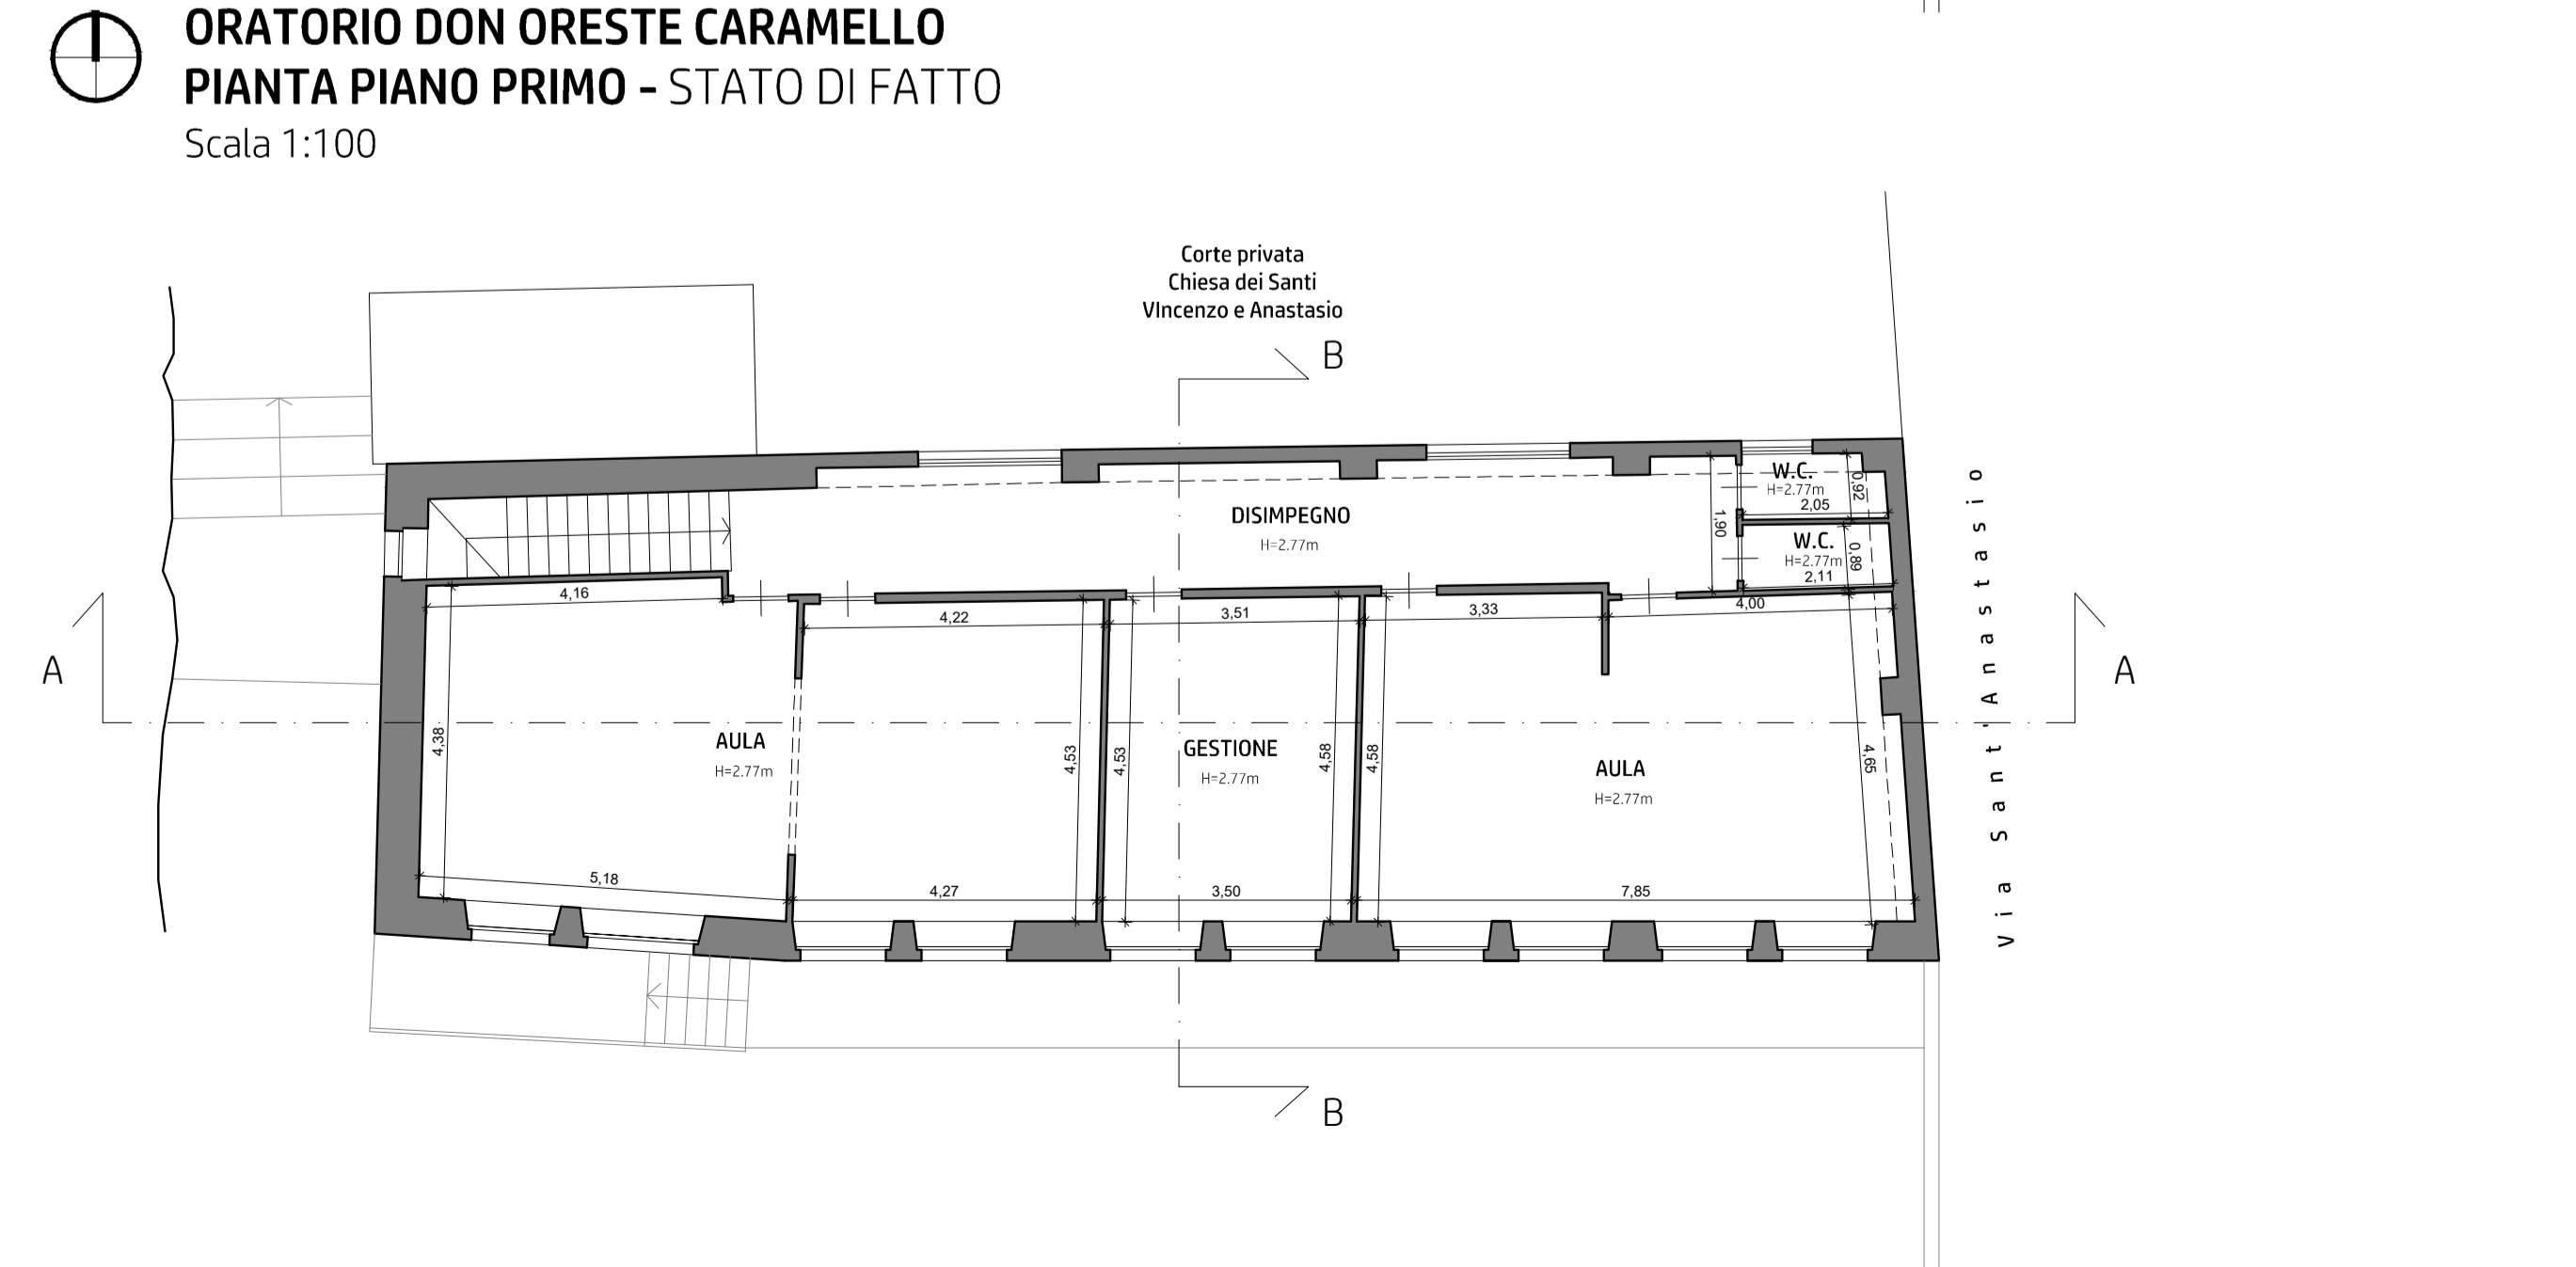 ORATORIO DON ORESTE CARAMELLO
PIANTA PIANO PRIMO - STATO DI FATTO
Scala 1:100
Corte privata
Chiesa dei Santi
VIncenzo e Anastasio
B
W.C.
H=2.77m
2,05
0,92
DISIMPEGNO
H=2.77m
1,90
W.C.
H=2.77m
2,11
0,89
4,16
4,22
3,51
3,33
4,00
A
A
4,38
AULA
H=2.77m
4,53
4,53
GESTIONE
H=2.77m
4,58
4,58
AULA
H=2.77m
4,65
Via Sant'Anastasio
5,18
4,27
3,50
7,85
B